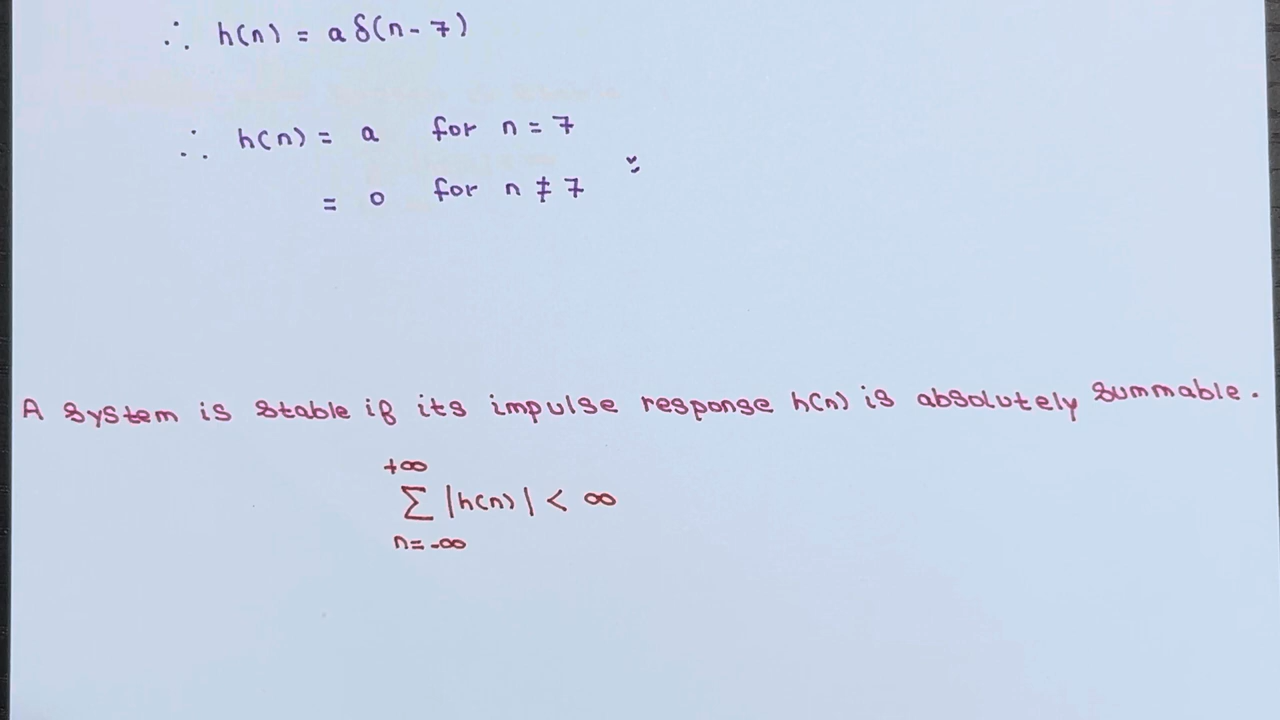 ∴ h(n) = a δ(n - 7)
∴ h(n) = a for n = 7
= 0 for n ≠ 7
A system is stable if its impulse response h(n) is absolutely summable.
+∞
Σ |h(n)| < ∞
n = -∞